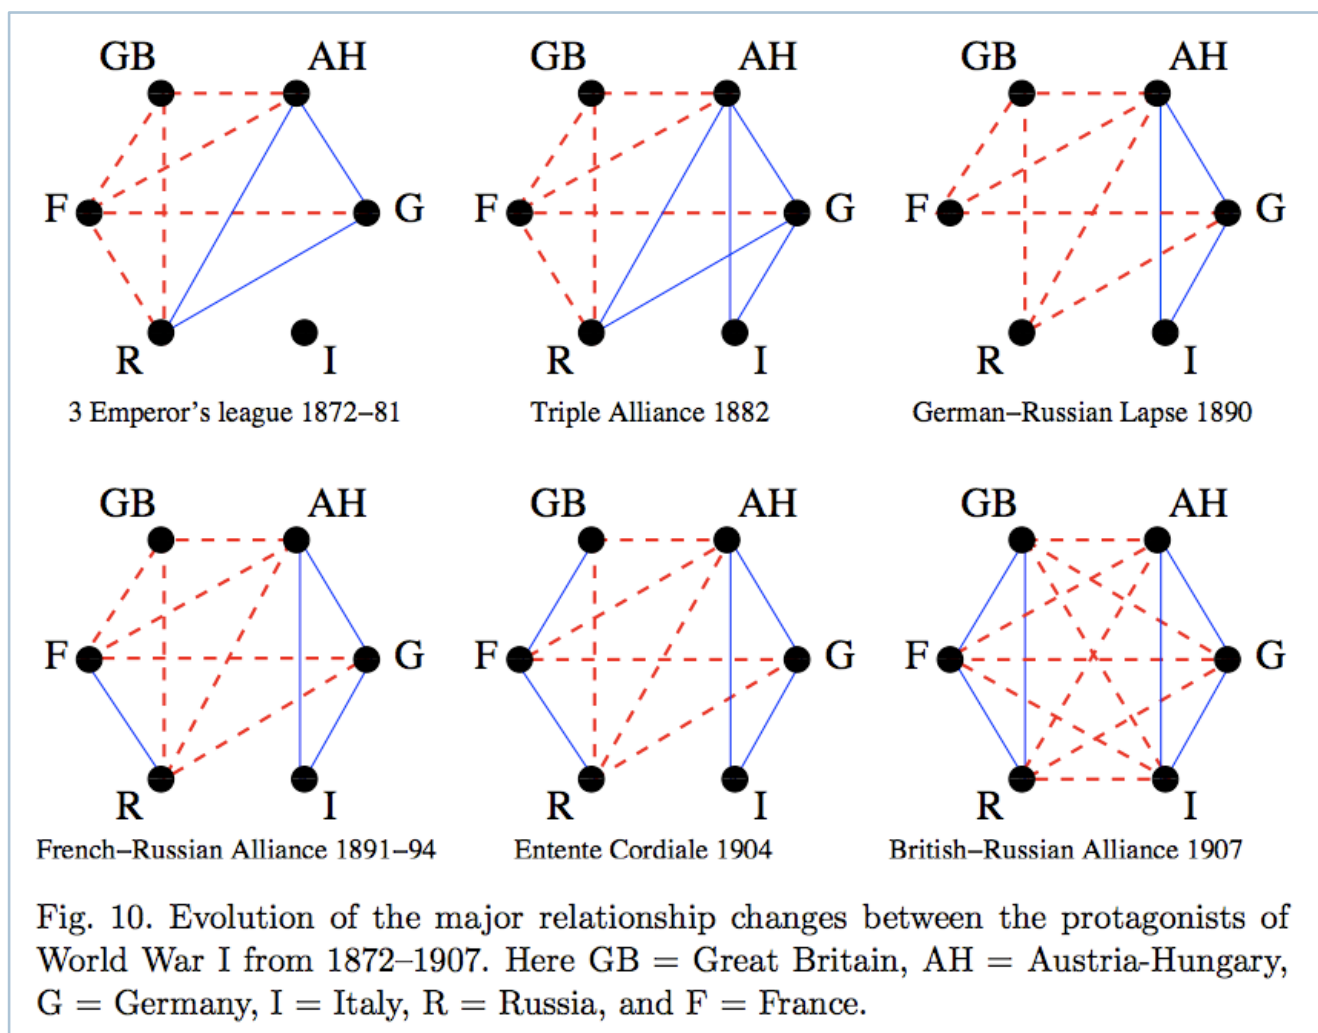 GB AH GB AH GB AH
F G F G F G
R I R I R I
3 Emperor's league 1872–81 Triple Alliance 1882 German–Russian Lapse 1890
GB AH GB AH GB AH
F G F G F G
R I R I R I
French–Russian Alliance 1891–94 Entente Cordiale 1904 British–Russian Alliance 1907
Fig. 10. Evolution of the major relationship changes between the protagonists of
World War I from 1872–1907. Here GB = Great Britain, AH = Austria-Hungary,
G = Germany, I = Italy, R = Russia, and F = France.